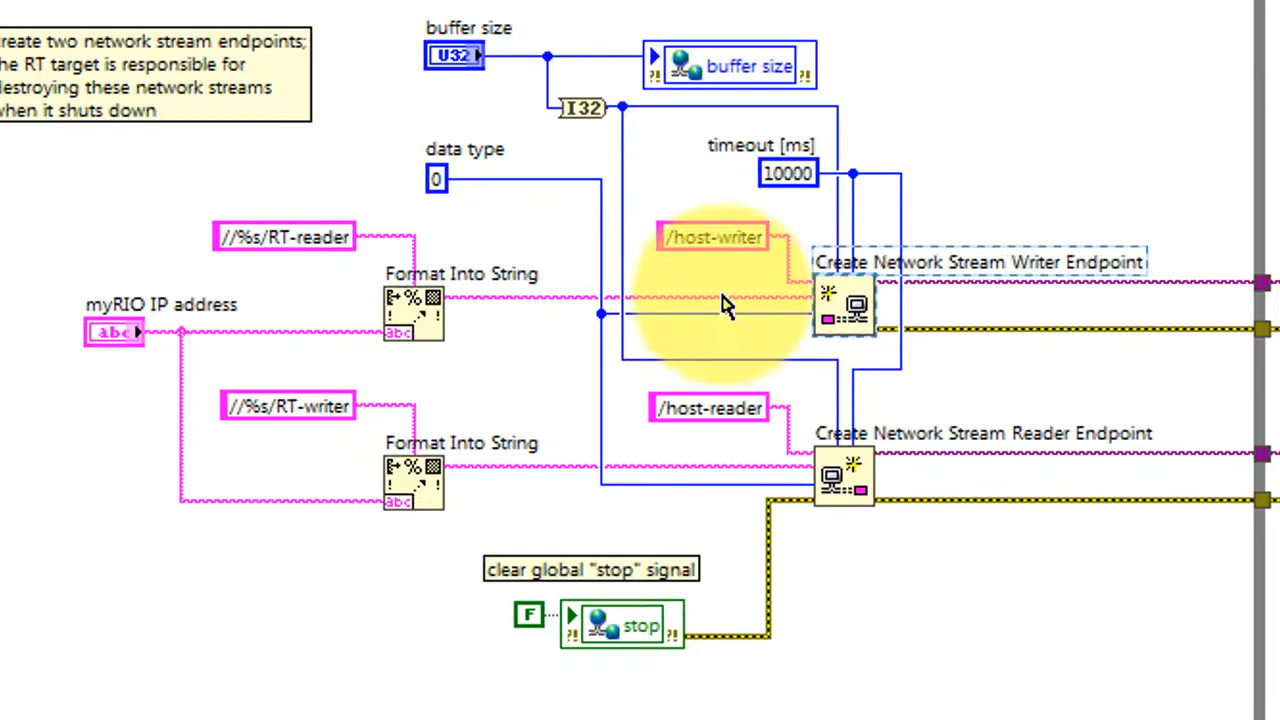 create two network stream endpoints;
the RT target is responsible for
destroying these network streams
when it shuts down
buffer size
U32
buffer size
I32
data type
0
timeout [ms]
10000
//%s/RT-reader
/host-writer
Format Into String
Create Network Stream Writer Endpoint
myRIO IP address
abc
abc
//%s/RT-writer
/host-reader
Format Into String
Create Network Stream Reader Endpoint
abc
clear global "stop" signal
F
stop